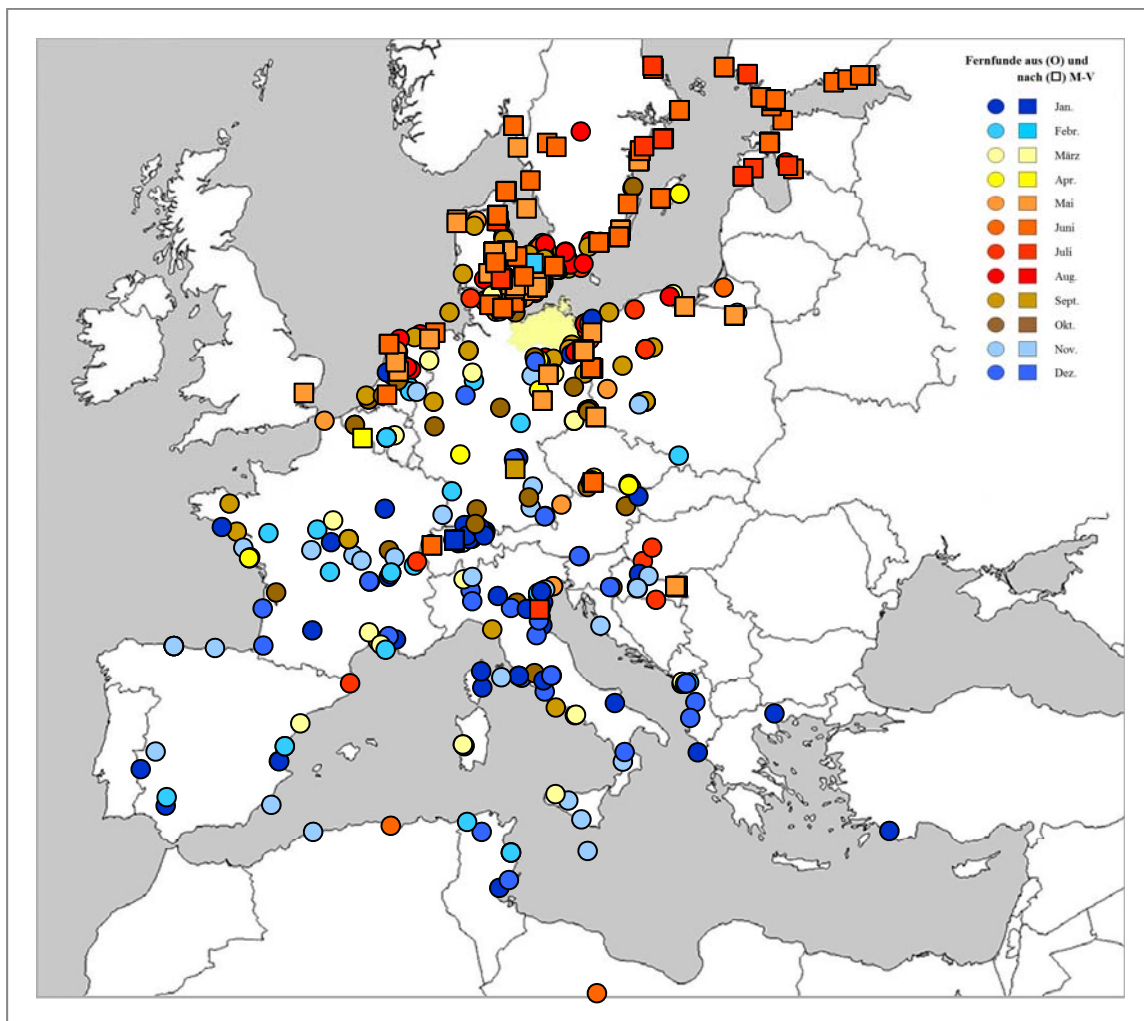 Fernfunde aus (O) und
nach (□) M-V
Jan.
Febr.
März
Apr.
Mai
Juni
Juli
Aug.
Sept.
Okt.
Nov.
Dez.